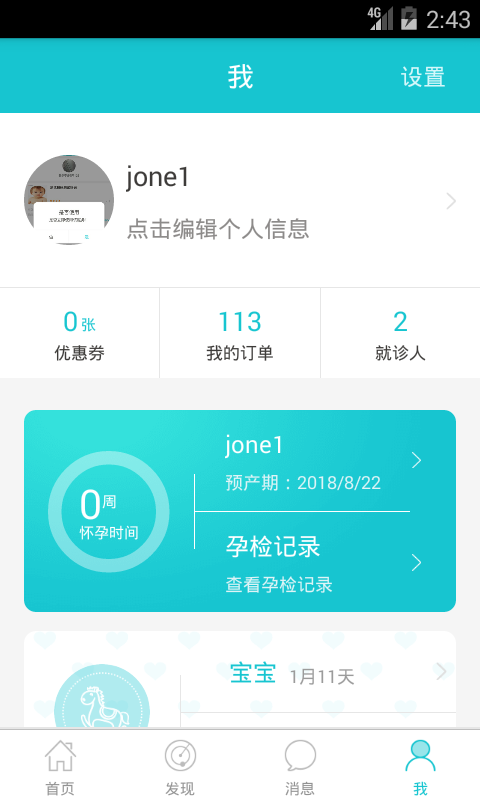 4G 2:43
我 设置
jone1
点击编辑个人信息
0张 113 2
优惠券 我的订单 就诊人
jone1
预产期：2018/8/22
0周
怀孕时间
孕检记录
查看孕检记录
宝宝 1月11天
首页 发现 消息 我